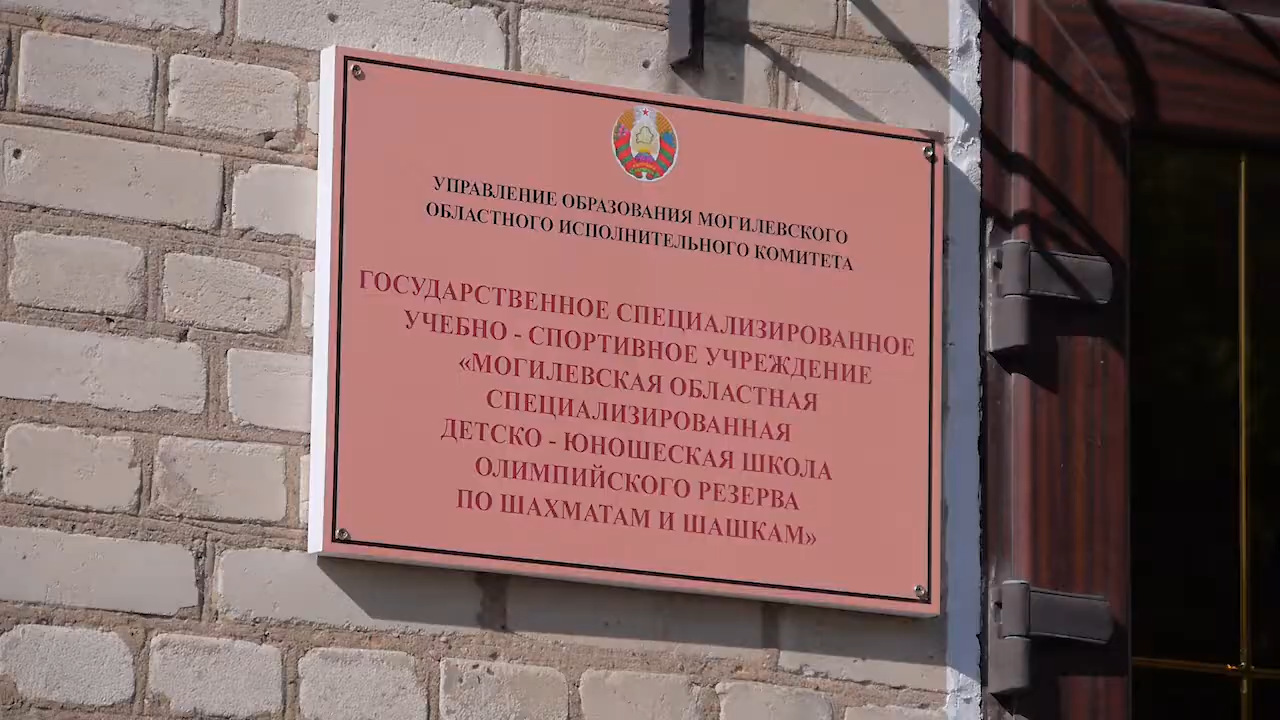 УПРАВЛЕНИЕ ОБРАЗОВАНИЯ МОГИЛЕВСКОГО
ОБЛАСТНОГО ИСПОЛНИТЕЛЬНОГО КОМИТЕТА
ГОСУДАРСТВЕННОЕ СПЕЦИАЛИЗИРОВАННОЕ
УЧЕБНО - СПОРТИВНОЕ УЧРЕЖДЕНИЕ
«МОГИЛЕВСКАЯ ОБЛАСТНАЯ
СПЕЦИАЛИЗИРОВАННАЯ
ДЕТСКО - ЮНОШЕСКАЯ ШКОЛА
ОЛИМПИЙСКОГО РЕЗЕРВА
ПО ШАХМАТАМ И ШАШКАМ»